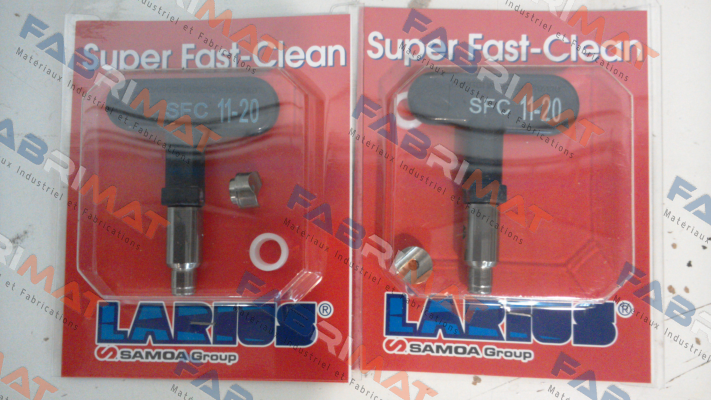 Super Fast-Clean
SFC 11-20
LARIUS®
SAMOA Group
Super Fast-Clean
SFC 11-20
LARIUS®
SAMOA Group
FABRIMAT
Matériaux Industriel et Fabrications